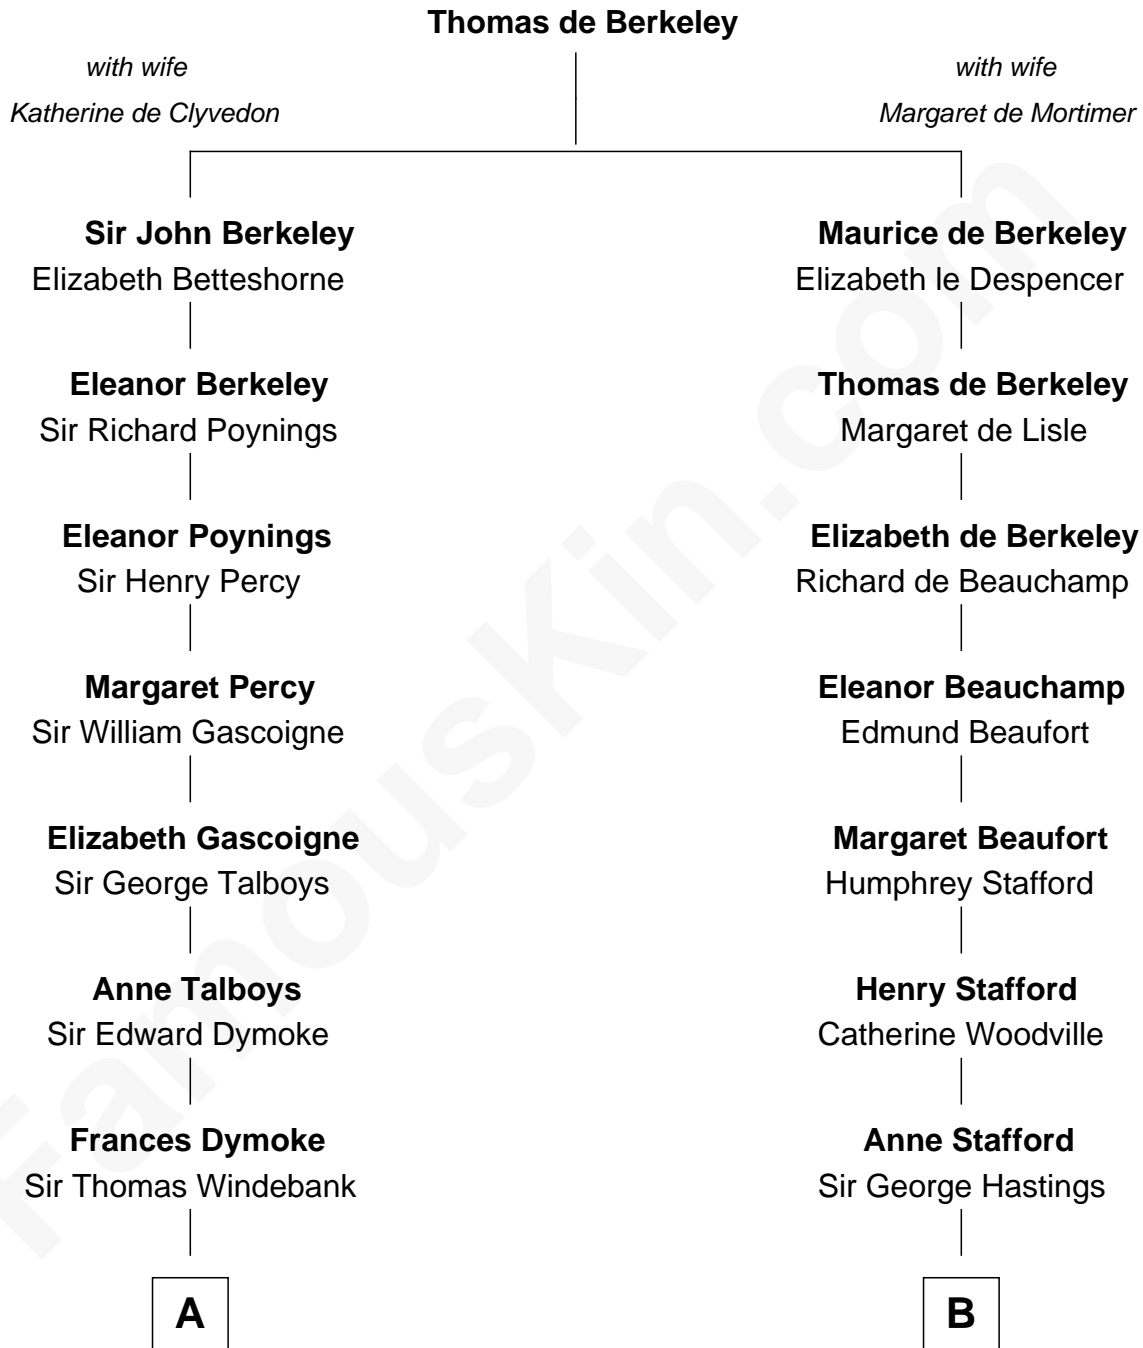 Thomas de Berkeley
with wife
Katherine de Clyvedon
with wife
Margaret de Mortimer
Sir John Berkeley
Elizabeth Betteshorne
Maurice de Berkeley
Elizabeth le Despencer
Eleanor Berkeley
Sir Richard Poynings
Thomas de Berkeley
Margaret de Lisle
Eleanor Poynings
Sir Henry Percy
Elizabeth de Berkeley
Richard de Beauchamp
Margaret Percy
Sir William Gascoigne
Eleanor Beauchamp
Edmund Beaufort
Elizabeth Gascoigne
Sir George Talboys
Margaret Beaufort
Humphrey Stafford
Anne Talboys
Sir Edward Dymoke
Henry Stafford
Catherine Woodville
Frances Dymoke
Sir Thomas Windebank
Anne Stafford
Sir George Hastings
A
B
FamousKin.com